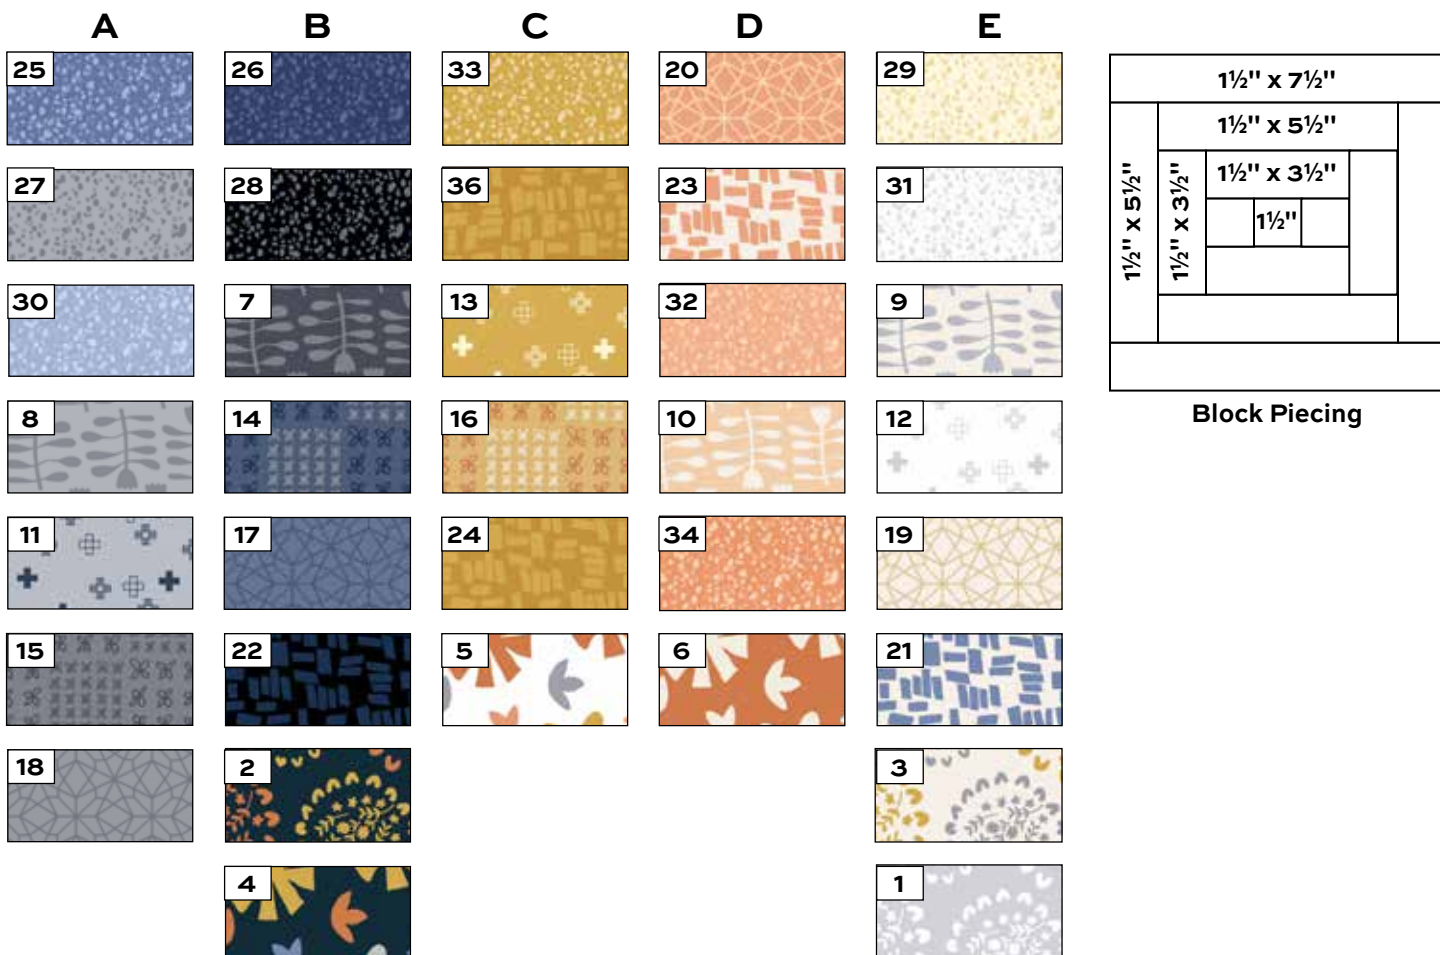 A B C D E
25 26 33 20 29
27 28 36 23 31
30 7 13 32 9
8 14 16 10 12
11 17 24 34 19
15 22 5 6 21
18 2 3
4 1
1½" x 7½"
1½" x 5½"
1½" x 3½"
1½"
1½" x 5½"
1½" x 3½"
Block Piecing